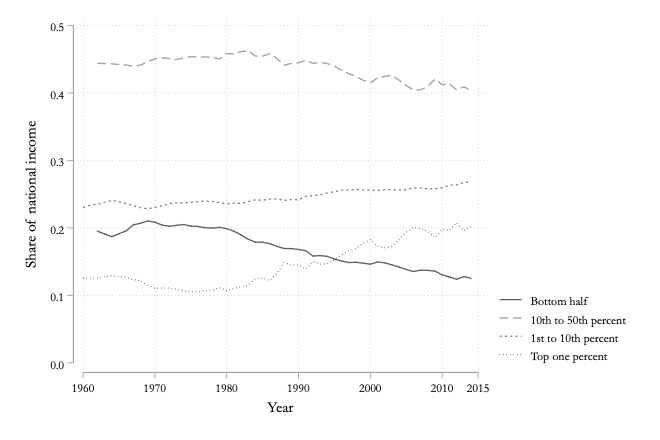 0.5
0.4
0.3
0.2
0.1
0.0
Share of national income
1960 1970 1980 1990 2000 2010 2015
Year
Bottom half
10th to 50th percent
1st to 10th percent
Top one percent